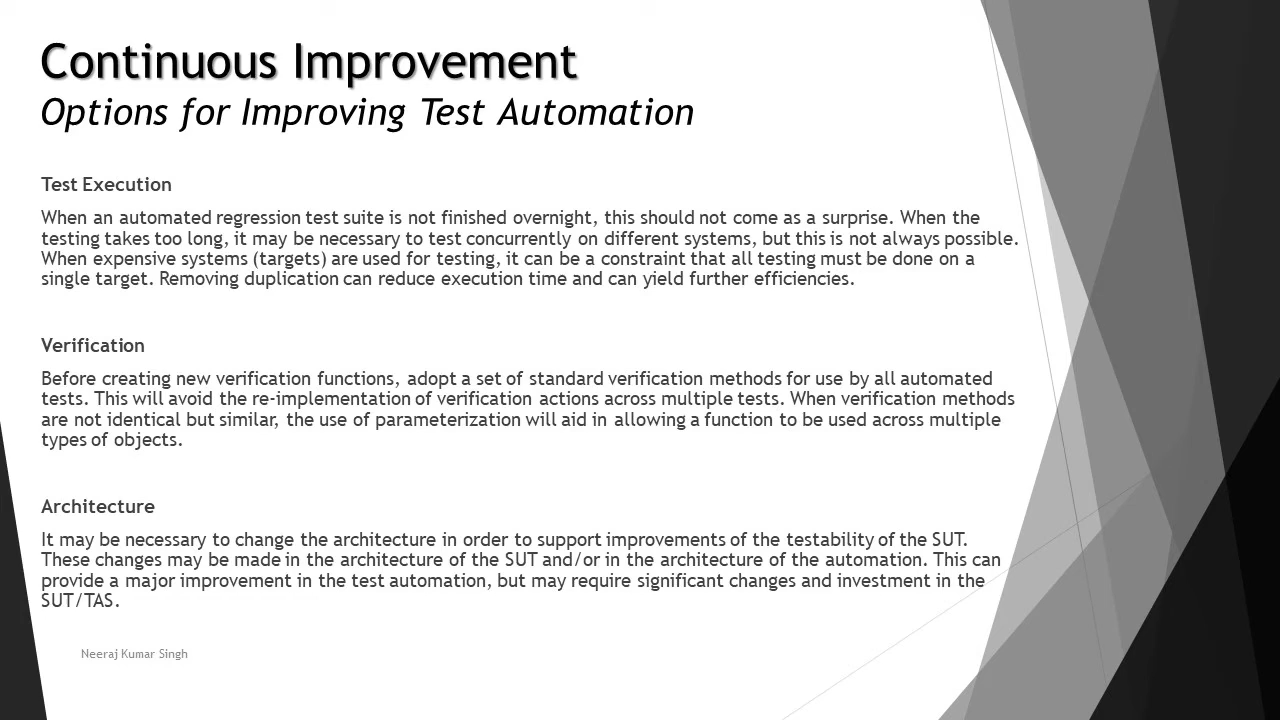 Continuous Improvement
Options for Improving Test Automation
Test Execution
When an automated regression test suite is not finished overnight, this should not come as a surprise. When the
testing takes too long, it may be necessary to test concurrently on different systems, but this is not always possible.
When expensive systems (targets) are used for testing, it can be a constraint that all testing must be done on a
single target. Removing duplication can reduce execution time and can yield further efficiencies.
Verification
Before creating new verification functions, adopt a set of standard verification methods for use by all automated
tests. This will avoid the re-implementation of verification actions across multiple tests. When verification methods
are not identical but similar, the use of parameterization will aid in allowing a function to be used across multiple
types of objects.
Architecture
It may be necessary to change the architecture in order to support improvements of the testability of the SUT.
These changes may be made in the architecture of the SUT and/or in the architecture of the automation. This can
provide a major improvement in the test automation, but may require significant changes and investment in the
SUT/TAS.
Neeraj Kumar Singh